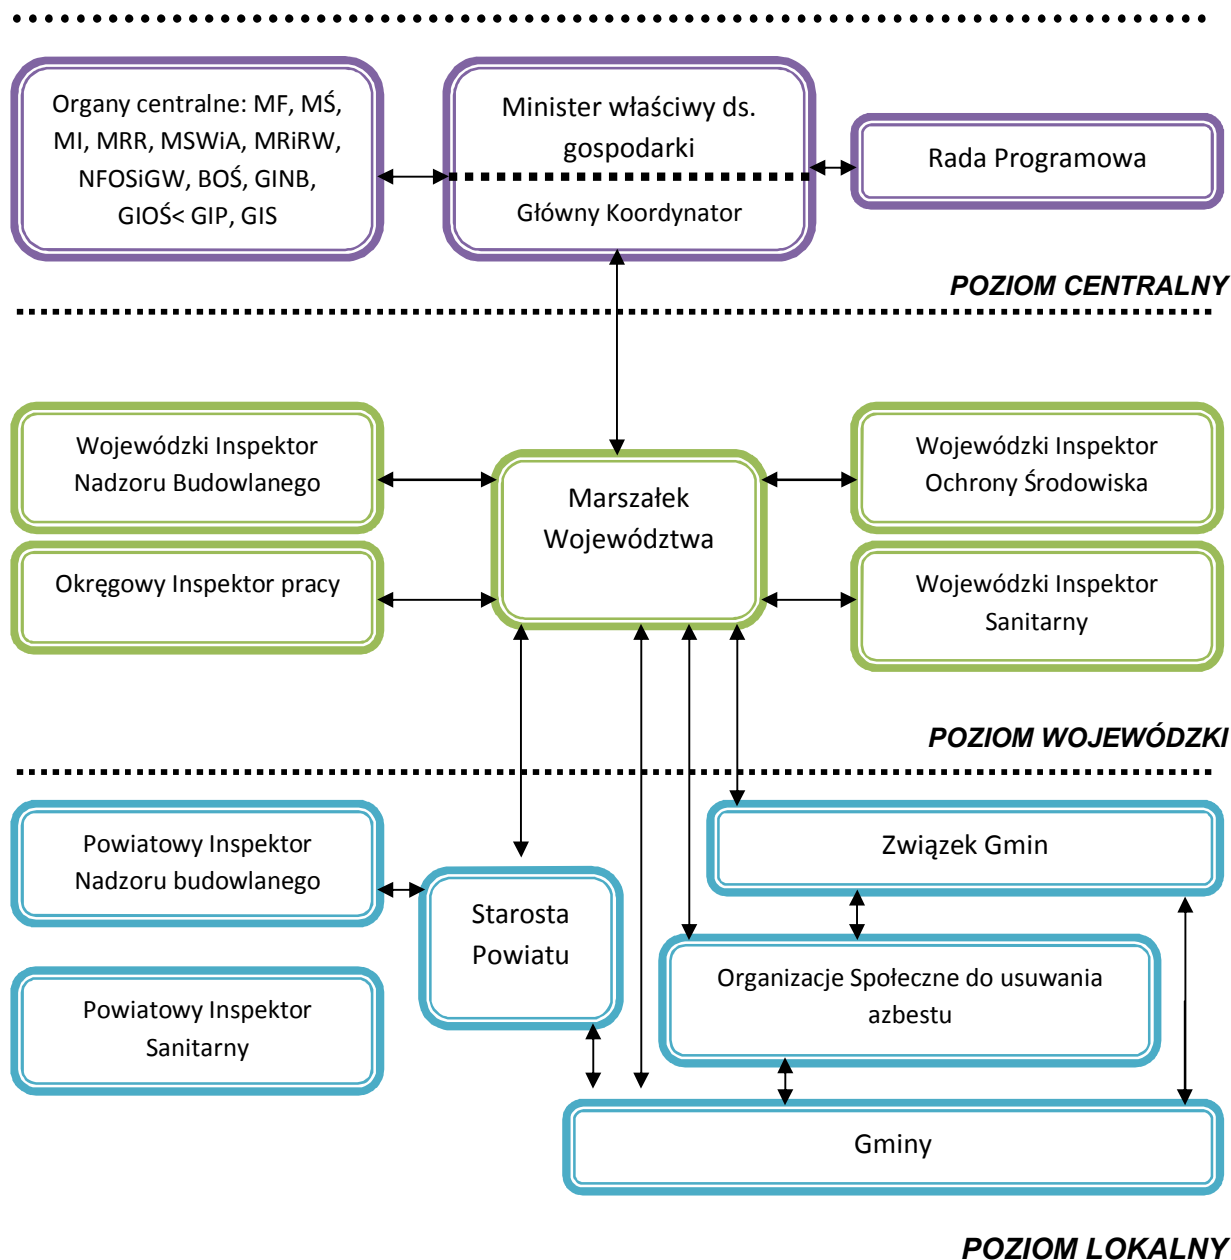 Organy centralne: MF, MŚ,
MI, MRR, MSWiA, MRiRW,
NFOSiGW, BOŚ, GINB,
GIOŚ< GIP, GIS
Minister właściwy ds.
gospodarki
Główny Koordynator
Rada Programowa
POZIOM CENTRALNY
Wojewódzki Inspektor
Nadzoru Budowlanego
Marszałek
Województwa
Wojewódzki Inspektor
Ochrony Środowiska
Okręgowy Inspektor pracy
Wojewódzki Inspektor
Sanitarny
POZIOM WOJEWÓDZKI
Powiatowy Inspektor
Nadzoru budowlanego
Związek Gmin
Starosta
Powiatu
Organizacje Społeczne do usuwania
azbestu
Powiatowy Inspektor
Sanitarny
Gminy
POZIOM LOKALNY